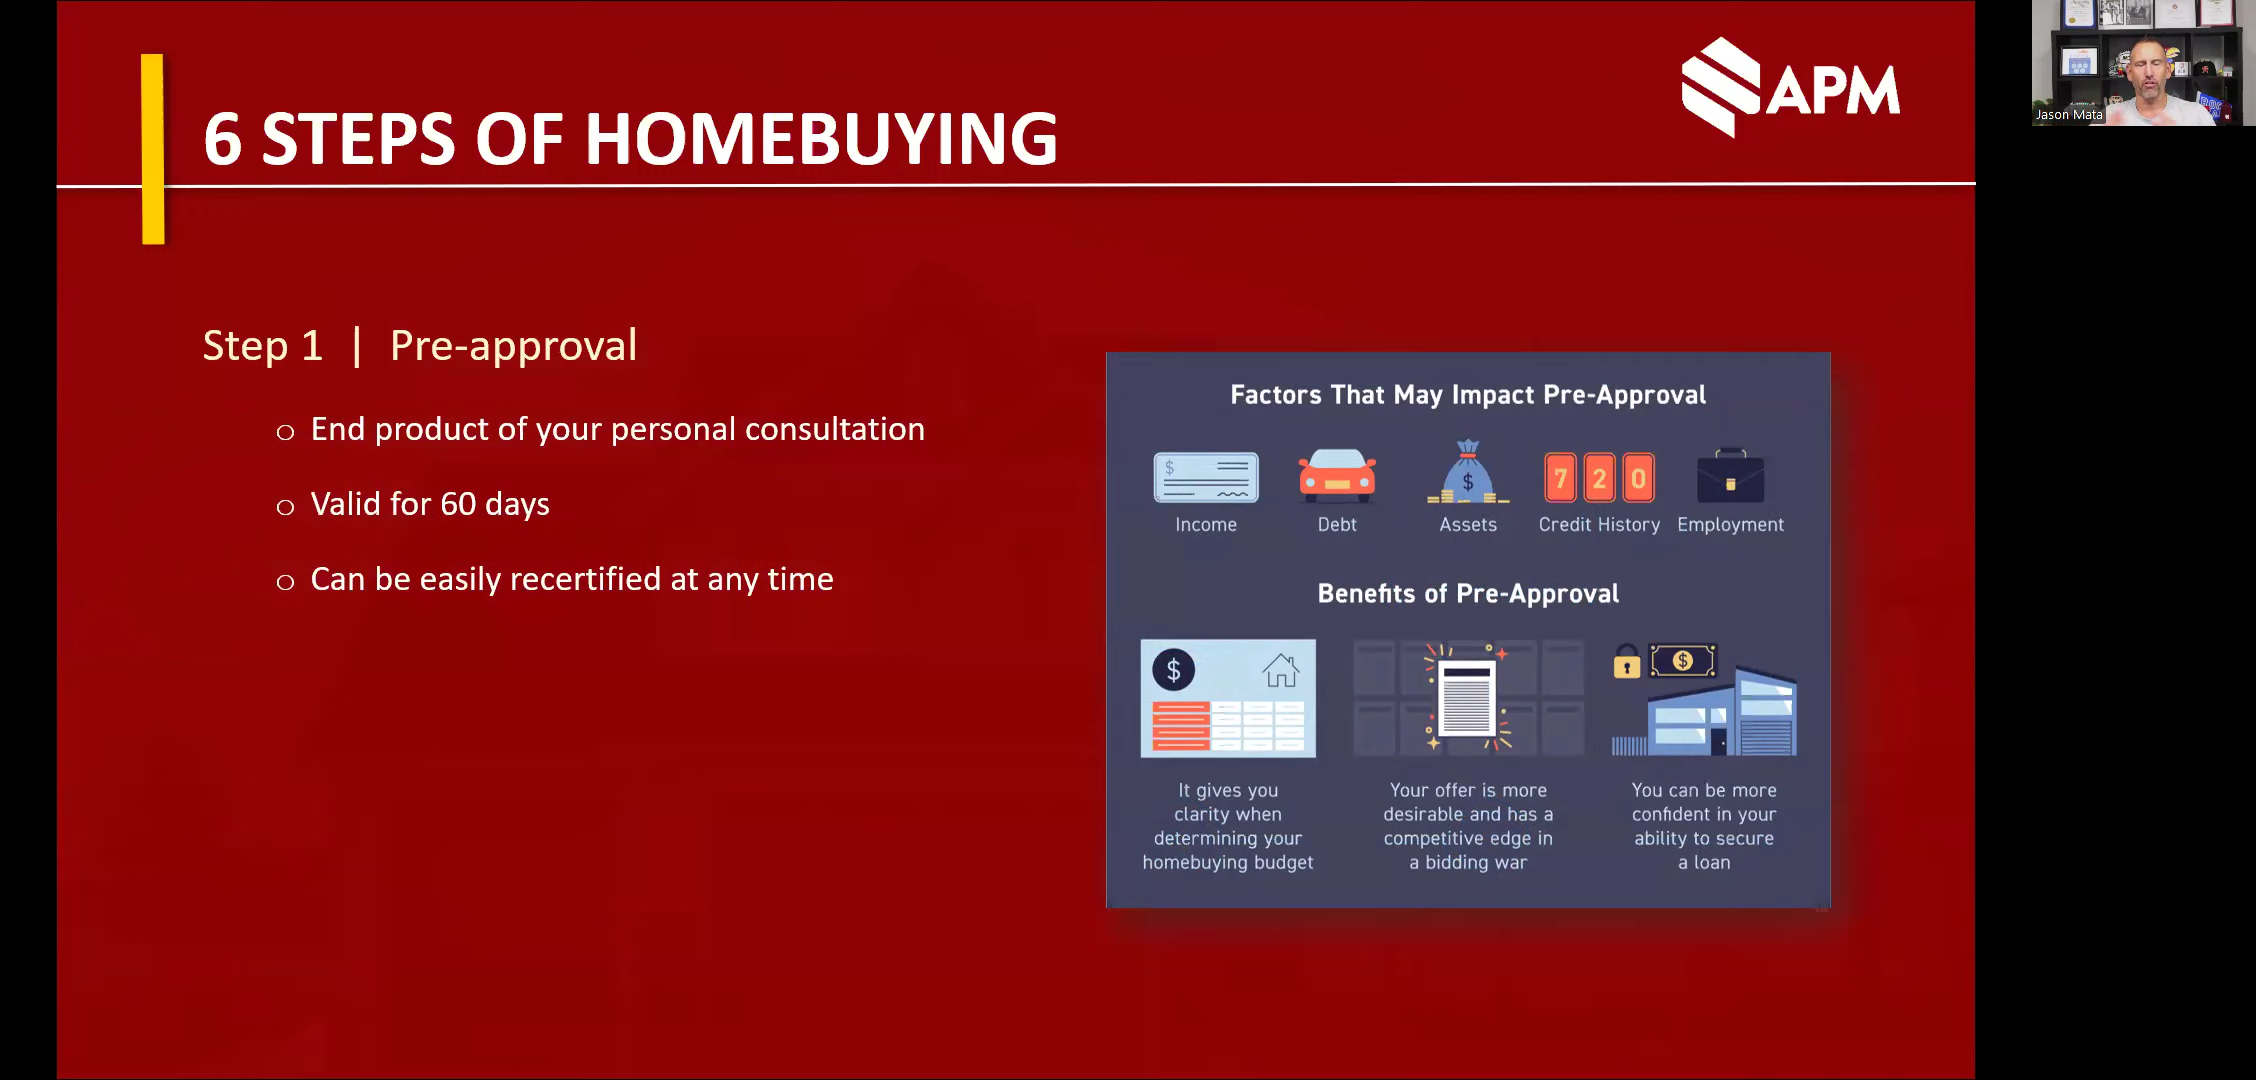 6 STEPS OF HOMEBUYING
APM
Jason Mata
Step 1 | Pre-approval
o End product of your personal consultation
o Valid for 60 days
o Can be easily recertified at any time
Factors That May Impact Pre-Approval
$
$
7 2 0
Income
Debt
Assets
Credit History
Employment
Benefits of Pre-Approval
$
$
It gives you
clarity when
determining your
homebuying budget
Your offer is more
desirable and has a
competitive edge in
a bidding war
You can be more
confident in your
ability to secure
a loan